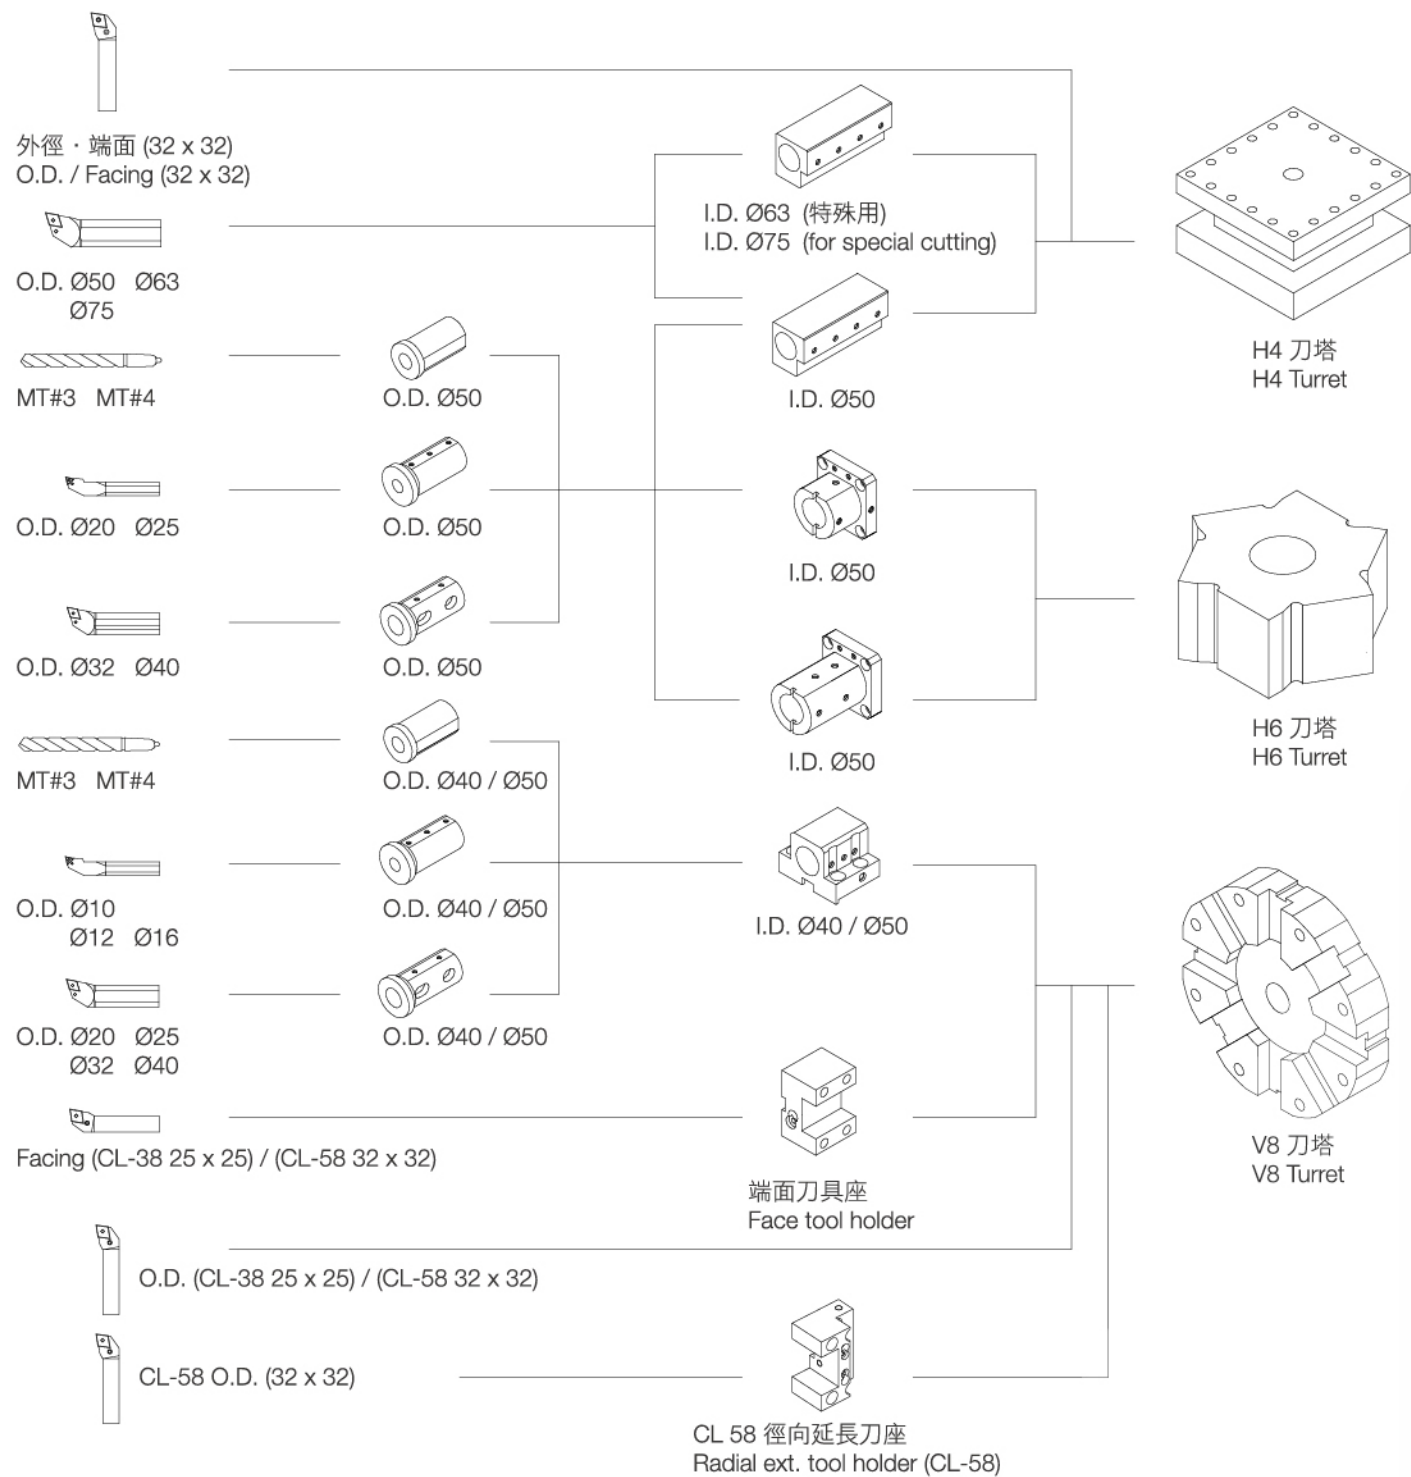 外徑・端面 (32 x 32)
O.D. / Facing (32 x 32)
I.D. Ø63 (特殊用)
I.D. Ø75 (for special cutting)
O.D. Ø50 Ø63
Ø75
H4 刀塔
H4 Turret
MT#3 MT#4
O.D. Ø50
I.D. Ø50
O.D. Ø20 Ø25
O.D. Ø50
I.D. Ø50
O.D. Ø32 Ø40
O.D. Ø50
H6 刀塔
H6 Turret
I.D. Ø50
MT#3 MT#4
O.D. Ø40 / Ø50
O.D. Ø10
Ø12 Ø16
O.D. Ø40 / Ø50
I.D. Ø40 / Ø50
O.D. Ø20 Ø25
Ø32 Ø40
O.D. Ø40 / Ø50
Facing (CL-38 25 x 25) / (CL-58 32 x 32)
V8 刀塔
V8 Turret
端面刀具座
Face tool holder
O.D. (CL-38 25 x 25) / (CL-58 32 x 32)
CL-58 O.D. (32 x 32)
CL 58 徑向延長刀座
Radial ext. tool holder (CL-58)